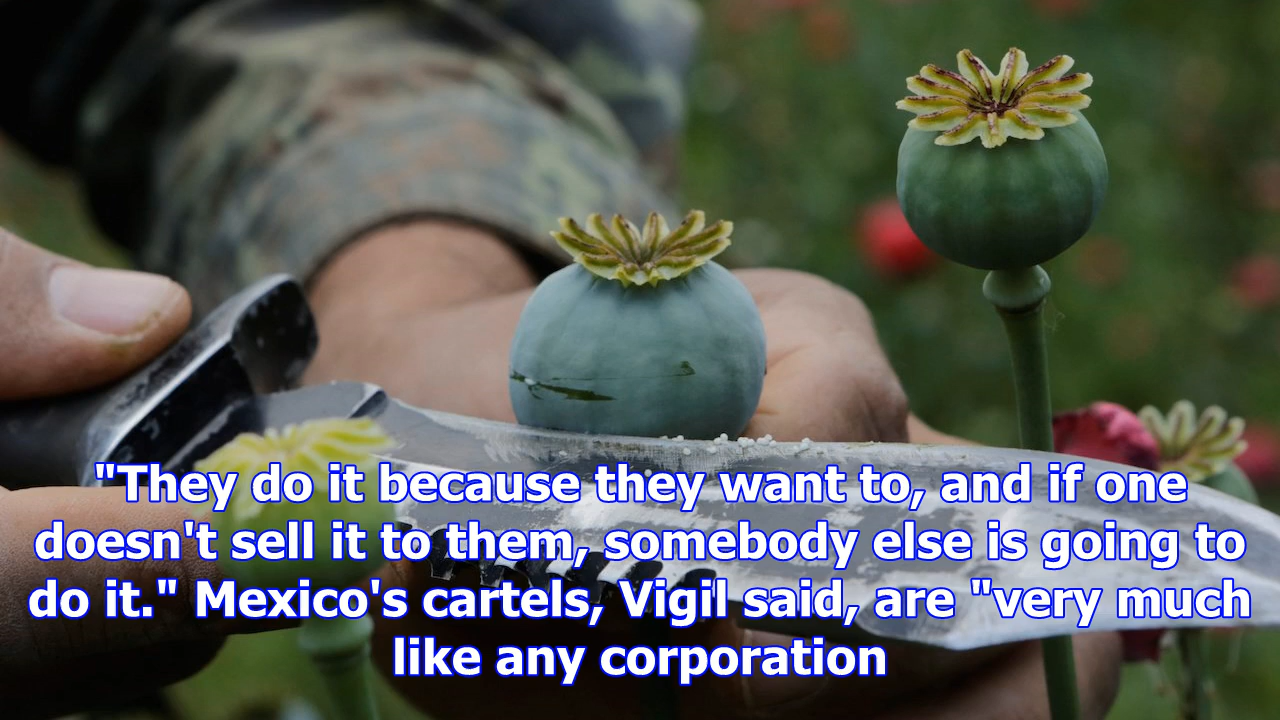 "They do it because they want to, and if one
doesn't sell it to them, somebody else is going to
do it." Mexico's cartels, Vigil said, are "very much
like any corporation